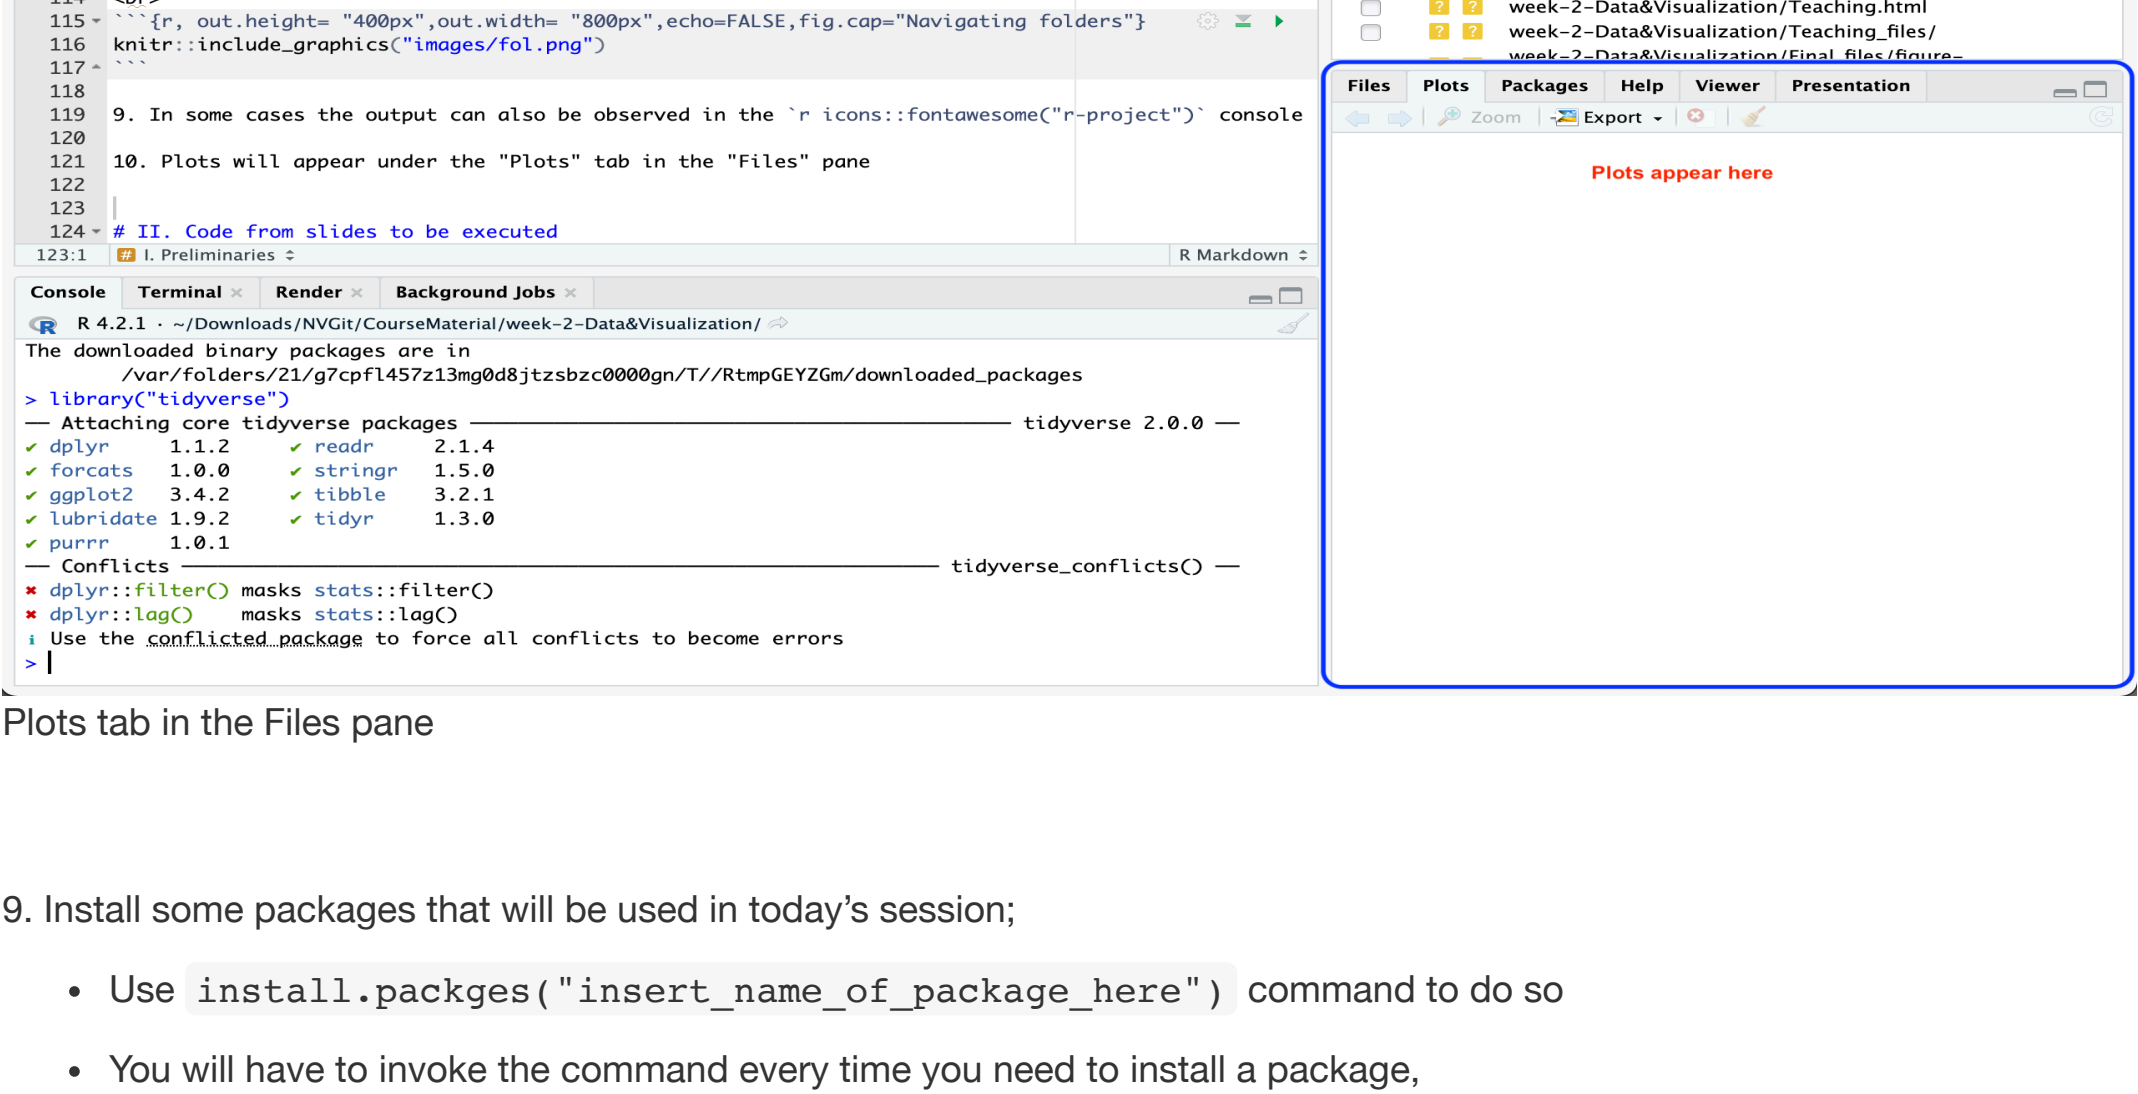 114 <br>
115 ```{r, out.height= "400px",out.width= "800px",echo=FALSE,fig.cap="Navigating folders"}
116 knitr::include_graphics("images/fol.png")
117 ```
118
119 9. In some cases the output can also be observed in the `r icons::fontawesome("r-project")` console
120
121 10. Plots will appear under the "Plots" tab in the "Files" pane
122
123
124 # II. Code from slides to be executed
123:1 # I. Preliminaries R Markdown
week-2-Data&Visualization/Teaching.html
week-2-Data&Visualization/Teaching_files/
week-2-Data&Visualization/Final_files/figure-
Files Plots Packages Help Viewer Presentation
Zoom Export
Plots appear here
Console Terminal Render Background Jobs
R R 4.2.1 · ~/Downloads/NVGit/CourseMaterial/week-2-Data&Visualization/
The downloaded binary packages are in
/var/folders/21/g7cpfl457z13mg0d8jtzsbzc0000gn/T//RtmpGEYZGm/downloaded_packages
> library("tidyverse")
── Attaching core tidyverse packages ── tidyverse 2.0.0 ──
✔ dplyr 1.1.2 ✔ readr 2.1.4
✔ forcats 1.0.0 ✔ stringr 1.5.0
✔ ggplot2 3.4.2 ✔ tibble 3.2.1
✔ lubridate 1.9.2 ✔ tidyr 1.3.0
✔ purrr 1.0.1
── Conflicts ── tidyverse_conflicts() ──
✖ dplyr::filter() masks stats::filter()
✖ dplyr::lag() masks stats::lag()
ℹ Use the conflicted package to force all conflicts to become errors
>
Plots tab in the Files pane
9. Install some packages that will be used in today’s session;
• Use install.packges("insert_name_of_package_here") command to do so
• You will have to invoke the command every time you need to install a package,